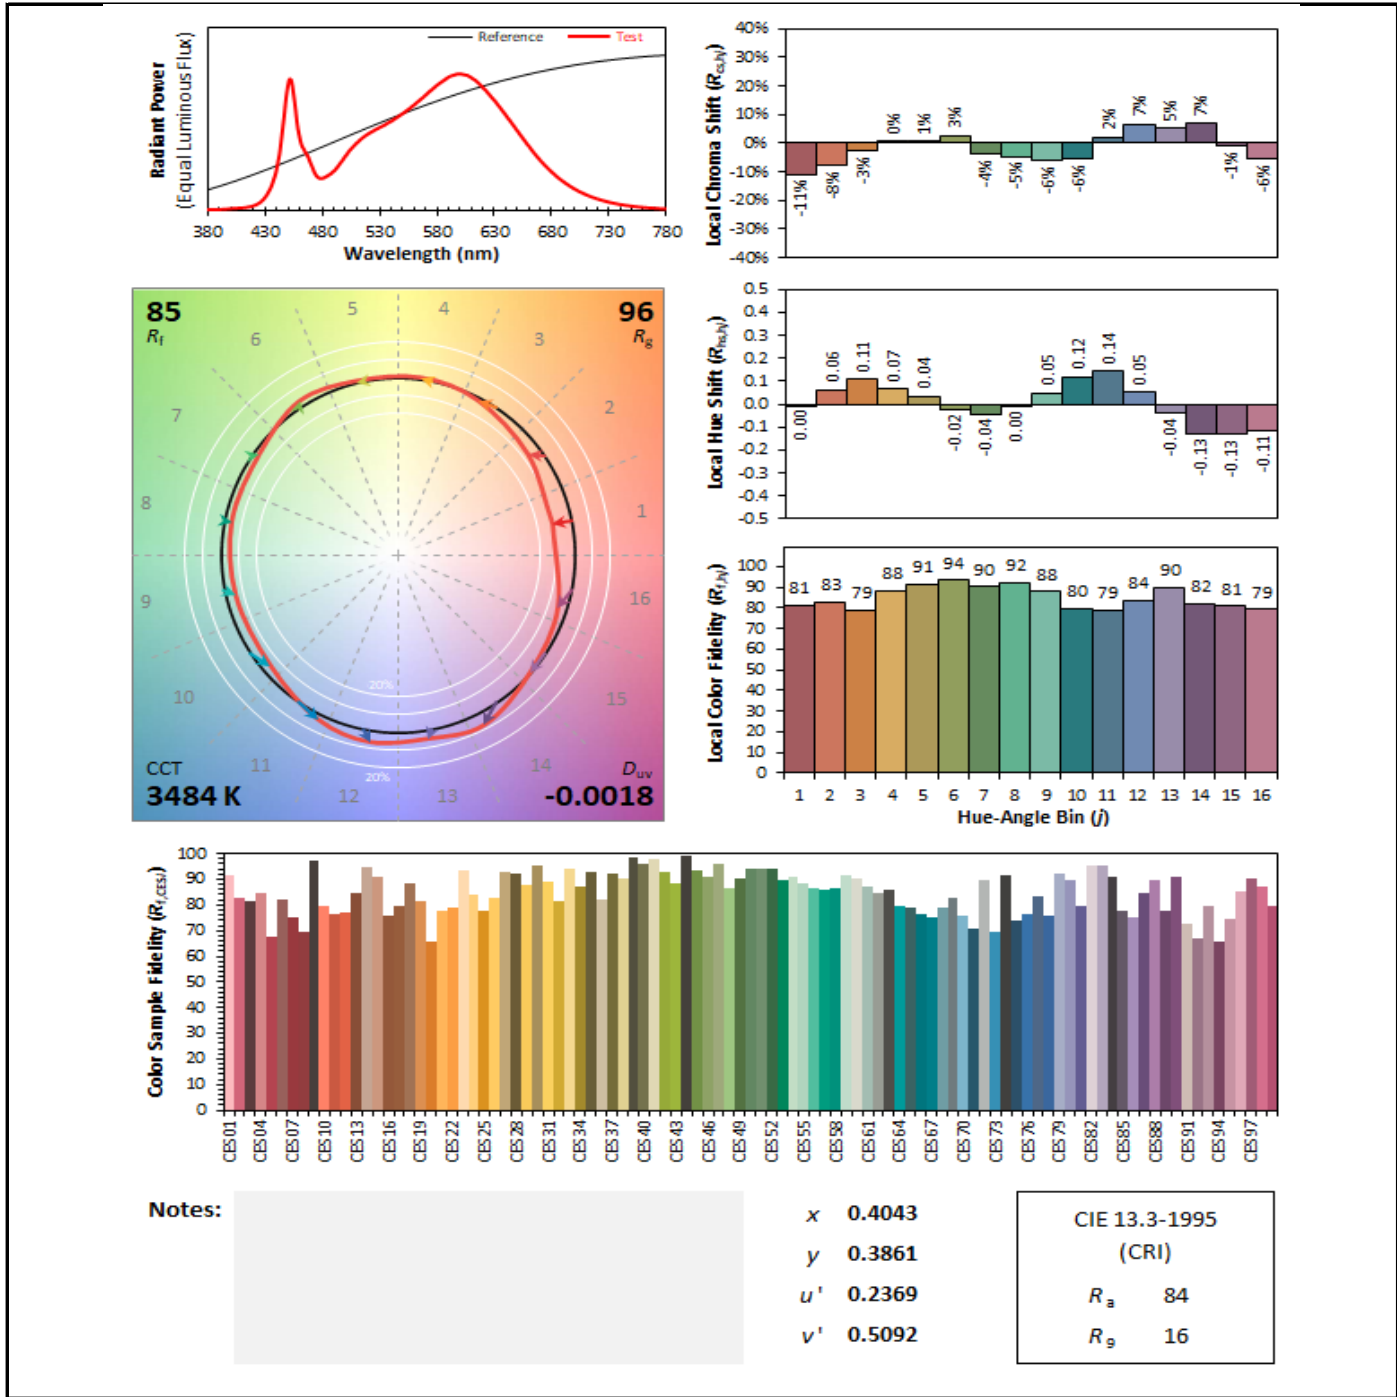 Radiant Power
(Equal Luminous Flux)
Reference
Test
380 430 480 530 580 630 680 730 780
Wavelength (nm)
Local Chroma Shift (Rcs,hj)
40%
30%
20%
10%
0%
-10%
-20%
-30%
-40%
-11% -8% -3% 0% 1% 3% -4% -5% -6% -6% 2% 7% 5% 7% -1% -6%
85
Rf
96
Rg
5 4
6 3
7 2
8 1
9 16
10 15
11 14
12 13
20%
20%
CCT
3484 K
Duv
-0.0018
Local Hue Shift (Rhs,hj)
0.5
0.4
0.3
0.2
0.1
0.0
-0.1
-0.2
-0.3
-0.4
-0.5
0.00 0.06 0.11 0.07 0.04 -0.02 -0.04 0.00 0.05 0.12 0.14 0.05 -0.04 -0.13 -0.13 -0.11
Local Color Fidelity (Rf,hj)
100
90
80
70
60
50
40
30
20
10
0
81 83 79 88 91 94 90 92 88 80 79 84 90 82 81 79
1 2 3 4 5 6 7 8 9 10 11 12 13 14 15 16
Hue-Angle Bin (j)
Color Sample Fidelity (Rf,CESi)
100
90
80
70
60
50
40
30
20
10
0
CES01 CES04 CES07 CES10 CES13 CES16 CES19 CES22 CES25 CES28 CES31 CES34 CES37 CES40 CES43 CES46 CES49 CES52 CES55 CES58 CES61 CES64 CES67 CES70 CES73 CES76 CES79 CES82 CES85 CES88 CES91 CES94 CES97
Notes:
x 0.4043
y 0.3861
u' 0.2369
v' 0.5092
CIE 13.3-1995
(CRI)
Ra 84
R9 16